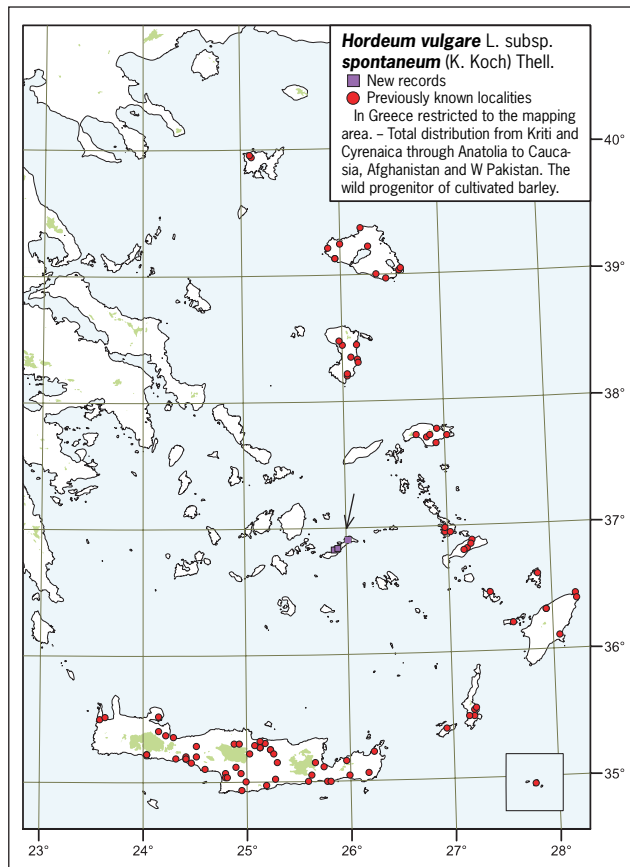 Hordeum vulgare L. subsp.
spontaneum (K. Koch) Thell.
New records
Previously known localities
In Greece restricted to the mapping
area. – Total distribution from Kriti and
Cyrenaica through Anatolia to Cauca-
sia, Afghanistan and W Pakistan. The
wild progenitor of cultivated barley.
40°
39°
38°
37°
36°
35°
23°
24°
25°
26°
27°
28°